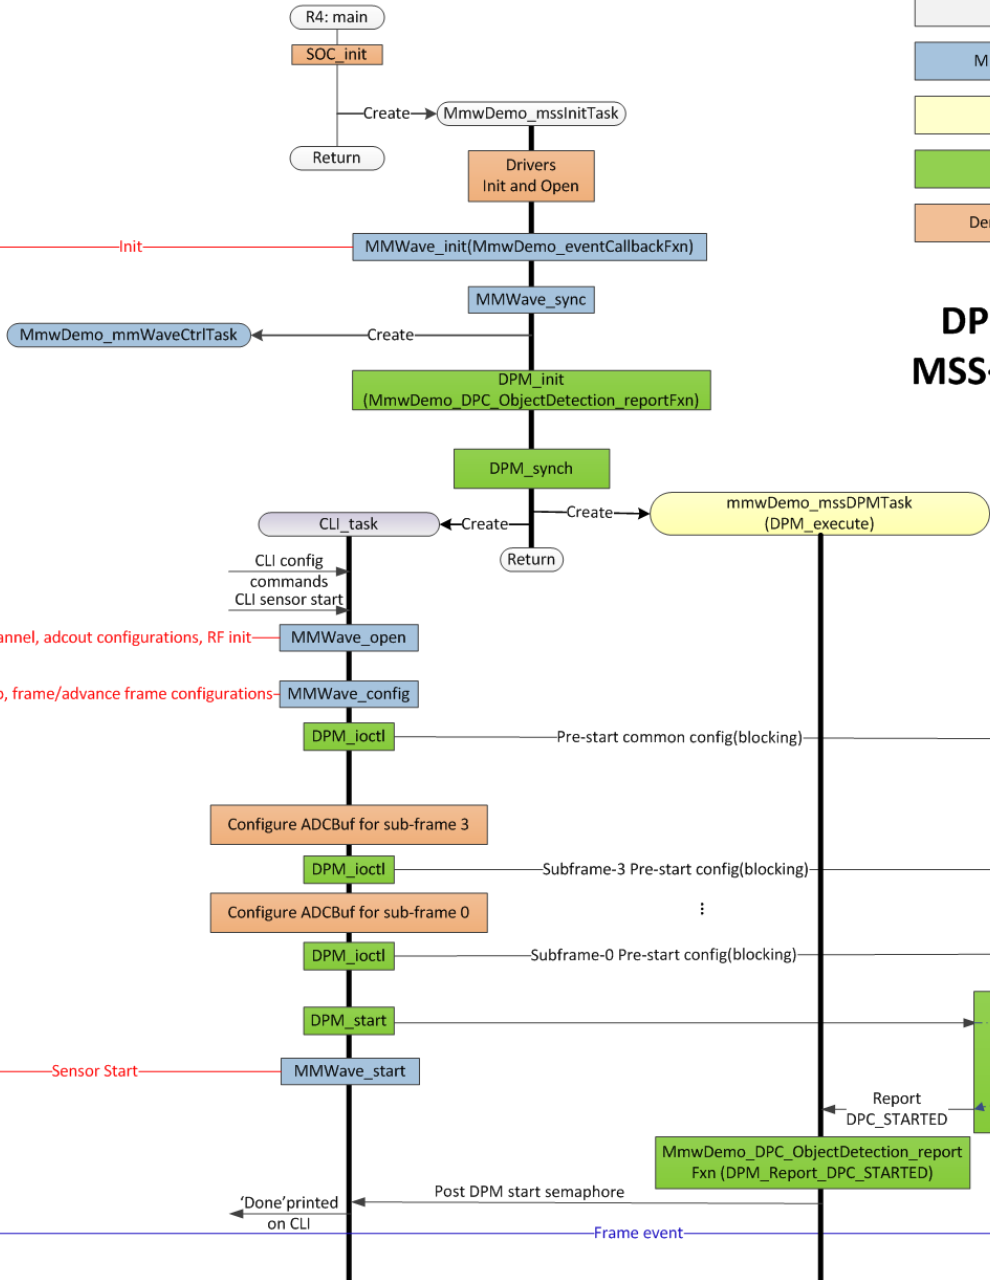 R4: main
SOC_init
Create
MmwDemo_mssInitTask
Return
Drivers
Init and Open
Init
MMWave_init(MmwDemo_eventCallbackFxn)
MMWave_sync
MmwDemo_mmWaveCtrlTask
Create
DPM_init
(MmwDemo_DPC_ObjectDetection_reportFxn)
DPM_synch
Create
mmwDemo_mssDPMTask
(DPM_execute)
CLI_task
Create
Return
CLI config
commands
CLI sensor start
annel, adcout configurations, RF init
MMWave_open
, frame/advance frame configurations
MMWave_config
DPM_ioctl
Pre-start common config(blocking)
Configure ADCBuf for sub-frame 3
DPM_ioctl
Subframe-3 Pre-start config(blocking)
Configure ADCBuf for sub-frame 0
DPM_ioctl
Subframe-0 Pre-start config(blocking)
DPM_start
Sensor Start
MMWave_start
Report
DPC_STARTED
MmwDemo_DPC_ObjectDetection_report
Fxn (DPM_Report_DPC_STARTED)
Post DPM start semaphore
‘Done’printed
on CLI
Frame event
M
De
DP
MSS